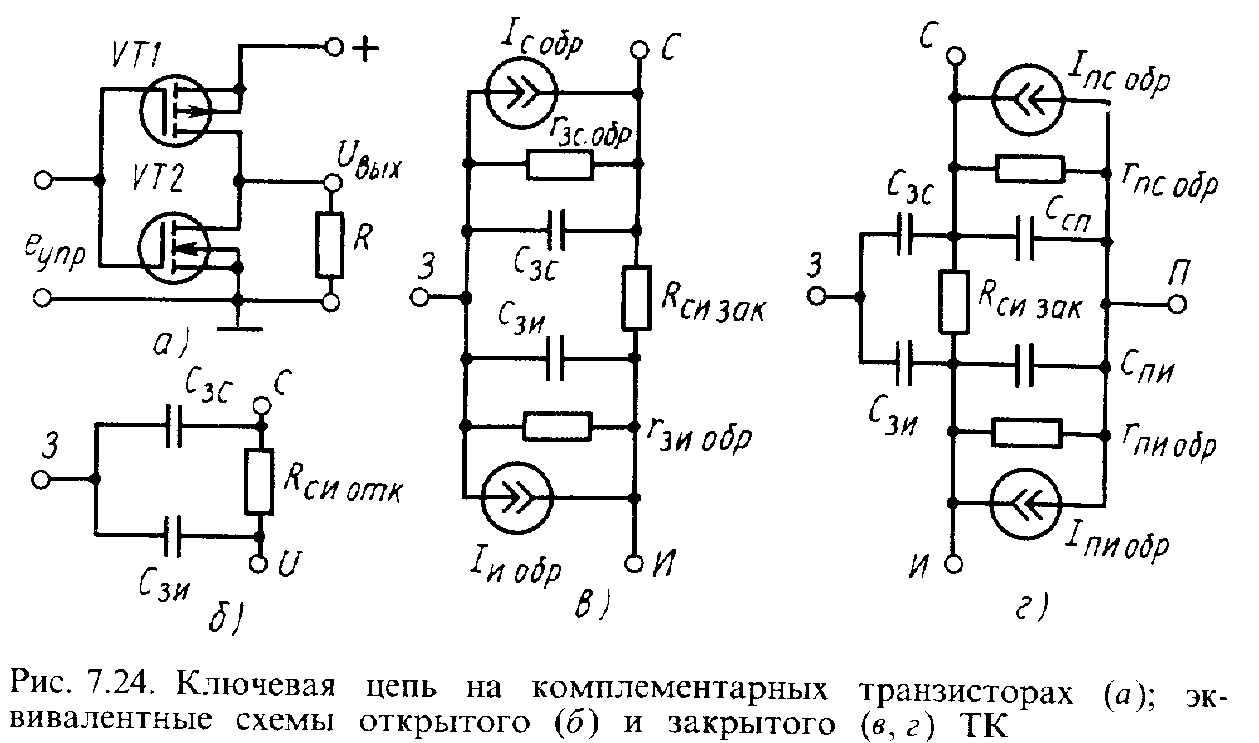 VT1
+
VT2
Uвых
eупр
R
а)
Cзс
С
З
Rси отк
Cзи
U
б)
Iс обр
С
rзс.обр
Cзс
З
Rси зак
Cзи
rзи обр
Iи обр
И
в)
С
Iпс обр
rпс обр
Cзс
Cсп
З
П
Rси зак
Cпи
Cзи
rпи обр
Iпи обр
И
г)
Рис. 7.24. Ключевая цепь на комплементарных транзисторах (а); эк-
вивалентные схемы открытого (б) и закрытого (в, г) ТК